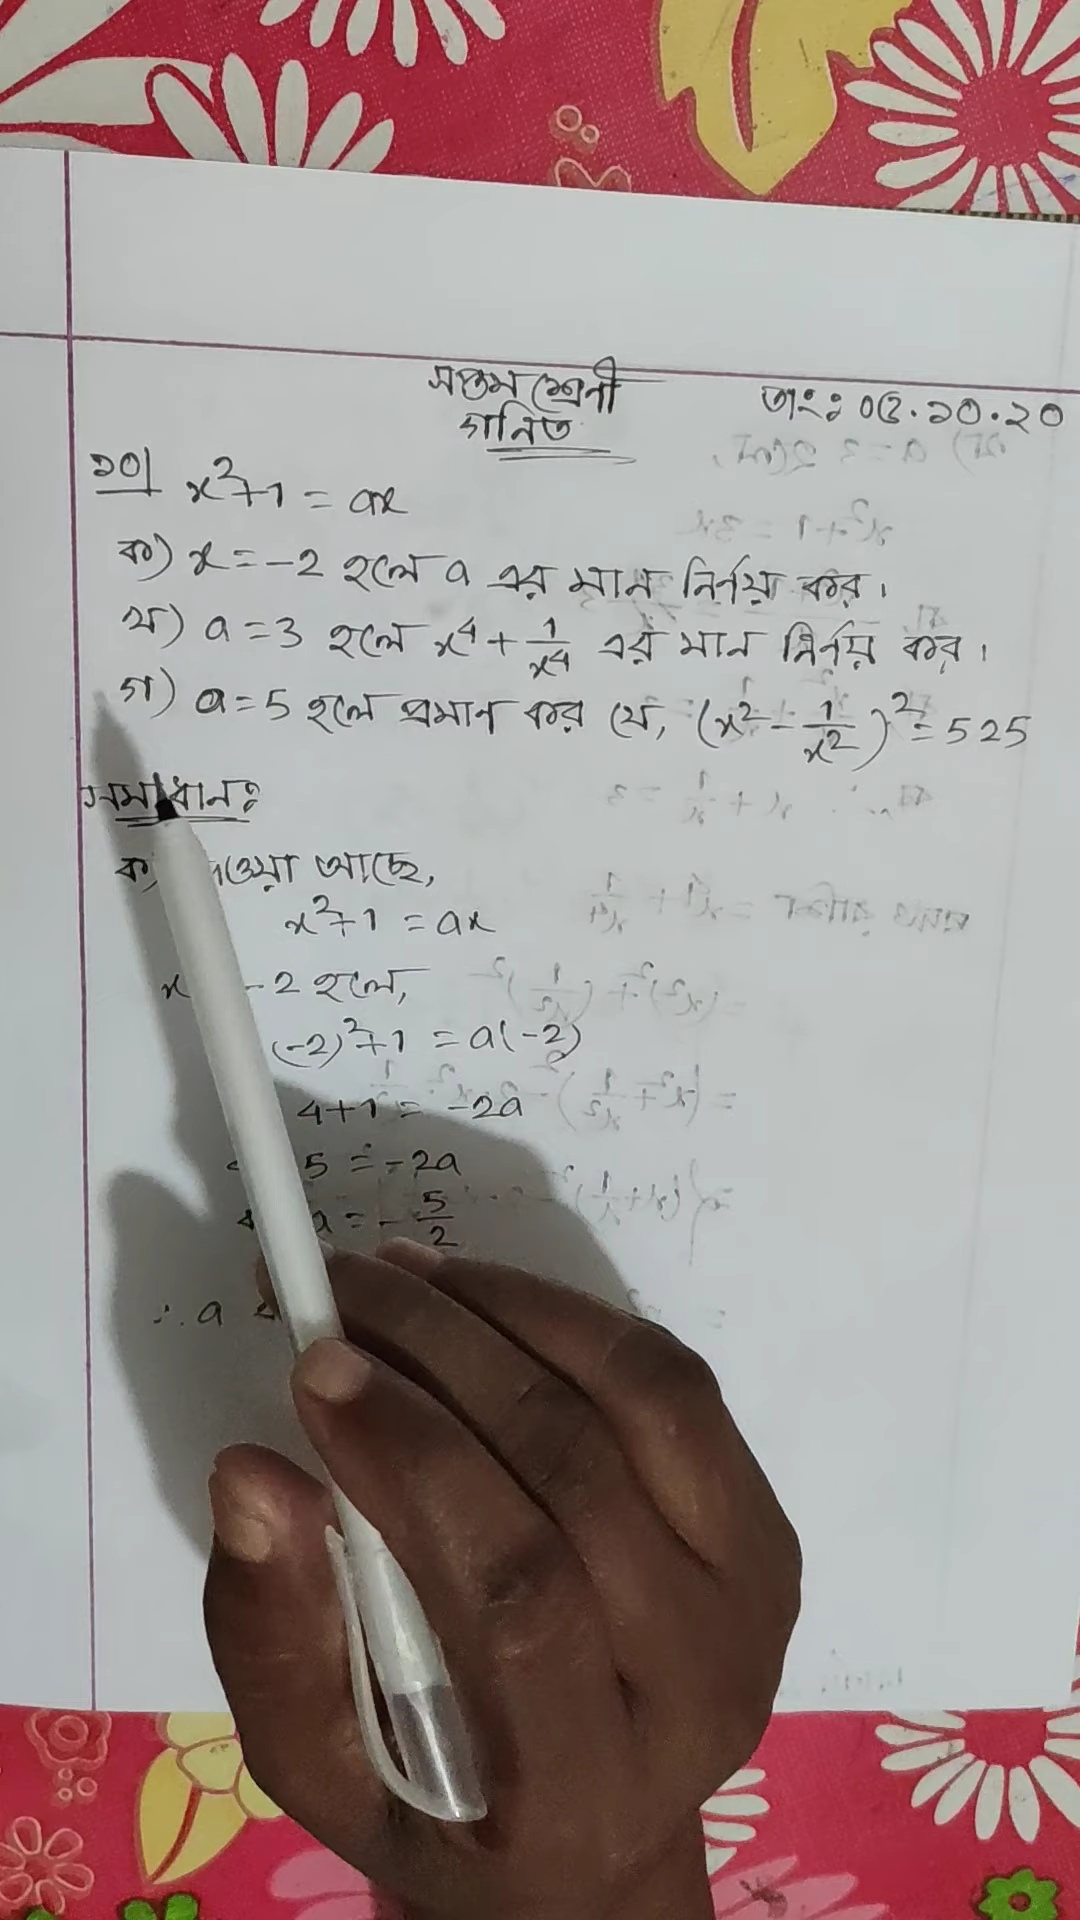 সপ্তম শ্রেনী
গনিত
তাং: ০৫.১০.২০
১০| x²+1 = ax
ক) x = -2 হলে a এর মান নির্ণয় কর।
খ) a = 3 হলে x⁴ + 1/x⁴ এর মান নির্ণয় কর।
গ) a = 5 হলে প্রমান কর যে, (x² - 1/x²)² = 525
সমাধান:
ক) আছে,
x²+1 = ax
x -2 হলে,
(-2)²+1 = a(-2)
4+1 = -2a
5 = -2a
a = - 5/2
∴ a